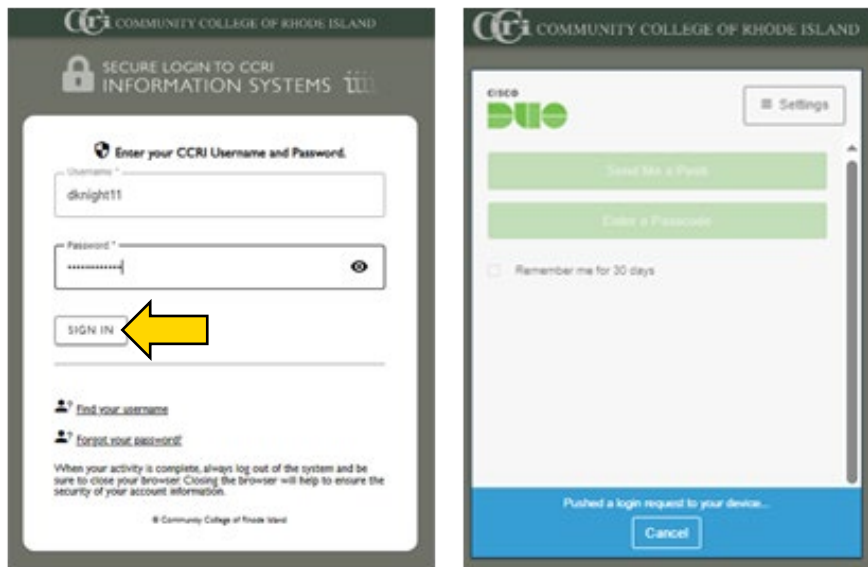 CCRi COMMUNITY COLLEGE OF RHODE ISLAND
SECURE LOGIN TO CCRI
INFORMATION SYSTEMS
Enter your CCRI Username and Password.
Username *
dknight11
Password *
••••••••••••
SIGN IN
Find your username
Forgot your password?
When your activity is complete, always log out of the system and be
sure to close your browser. Closing the browser will help to ensure the
security of your account information.
© Community College of Rhode Island
CCRi COMMUNITY COLLEGE OF RHODE ISLAND
CISCO
DUO
Settings
Send Me a Push
Enter a Passcode
Remember me for 30 days
Pushed a login request to your device...
Cancel